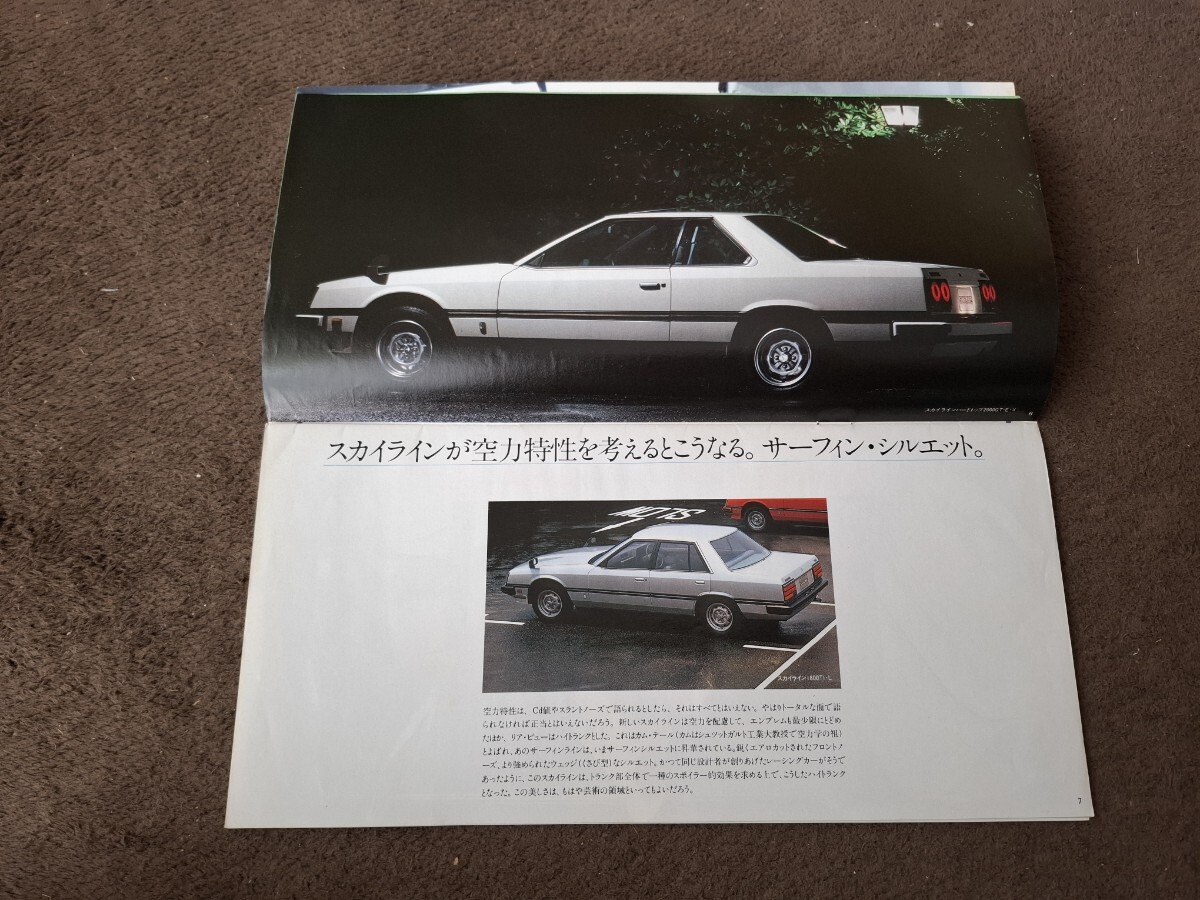 スカイラインハードトップ2000GT-E・X
6
スカイラインが空力特性を考えるとこうなる。サーフィン・シルエット。
SLOW
スカイライン1800TI-L
空力特性は、Cd値やスラントノーズで語られるとしたら、それはすべてとはいえない。やはりトータルな面で語
られなければ正当とはいえないだろう。新しいスカイラインは空力を配慮して、エンブレムも最少限にとどめ
たほか、リア・ビューはハイトランクとした。これはカム・テール(カムはシュツットガルト工業大教授で空力学の祖)
とよばれ、あのサーフィンラインは、いまサーフィンシルエットに昇華されている。鋭くエアロカットされたフロントノ
ーズ、より強められたウェッジ(くさび型)なシルエット。かつて同じ設計者が創りあげたレーシングカーがそうで
あったように、このスカイラインは、トランク部全体で一種のスポイラー的効果を求める上で、こうしたハイトランク
となった。この美しさは、もはや芸術の領域といってもよいだろう。
7